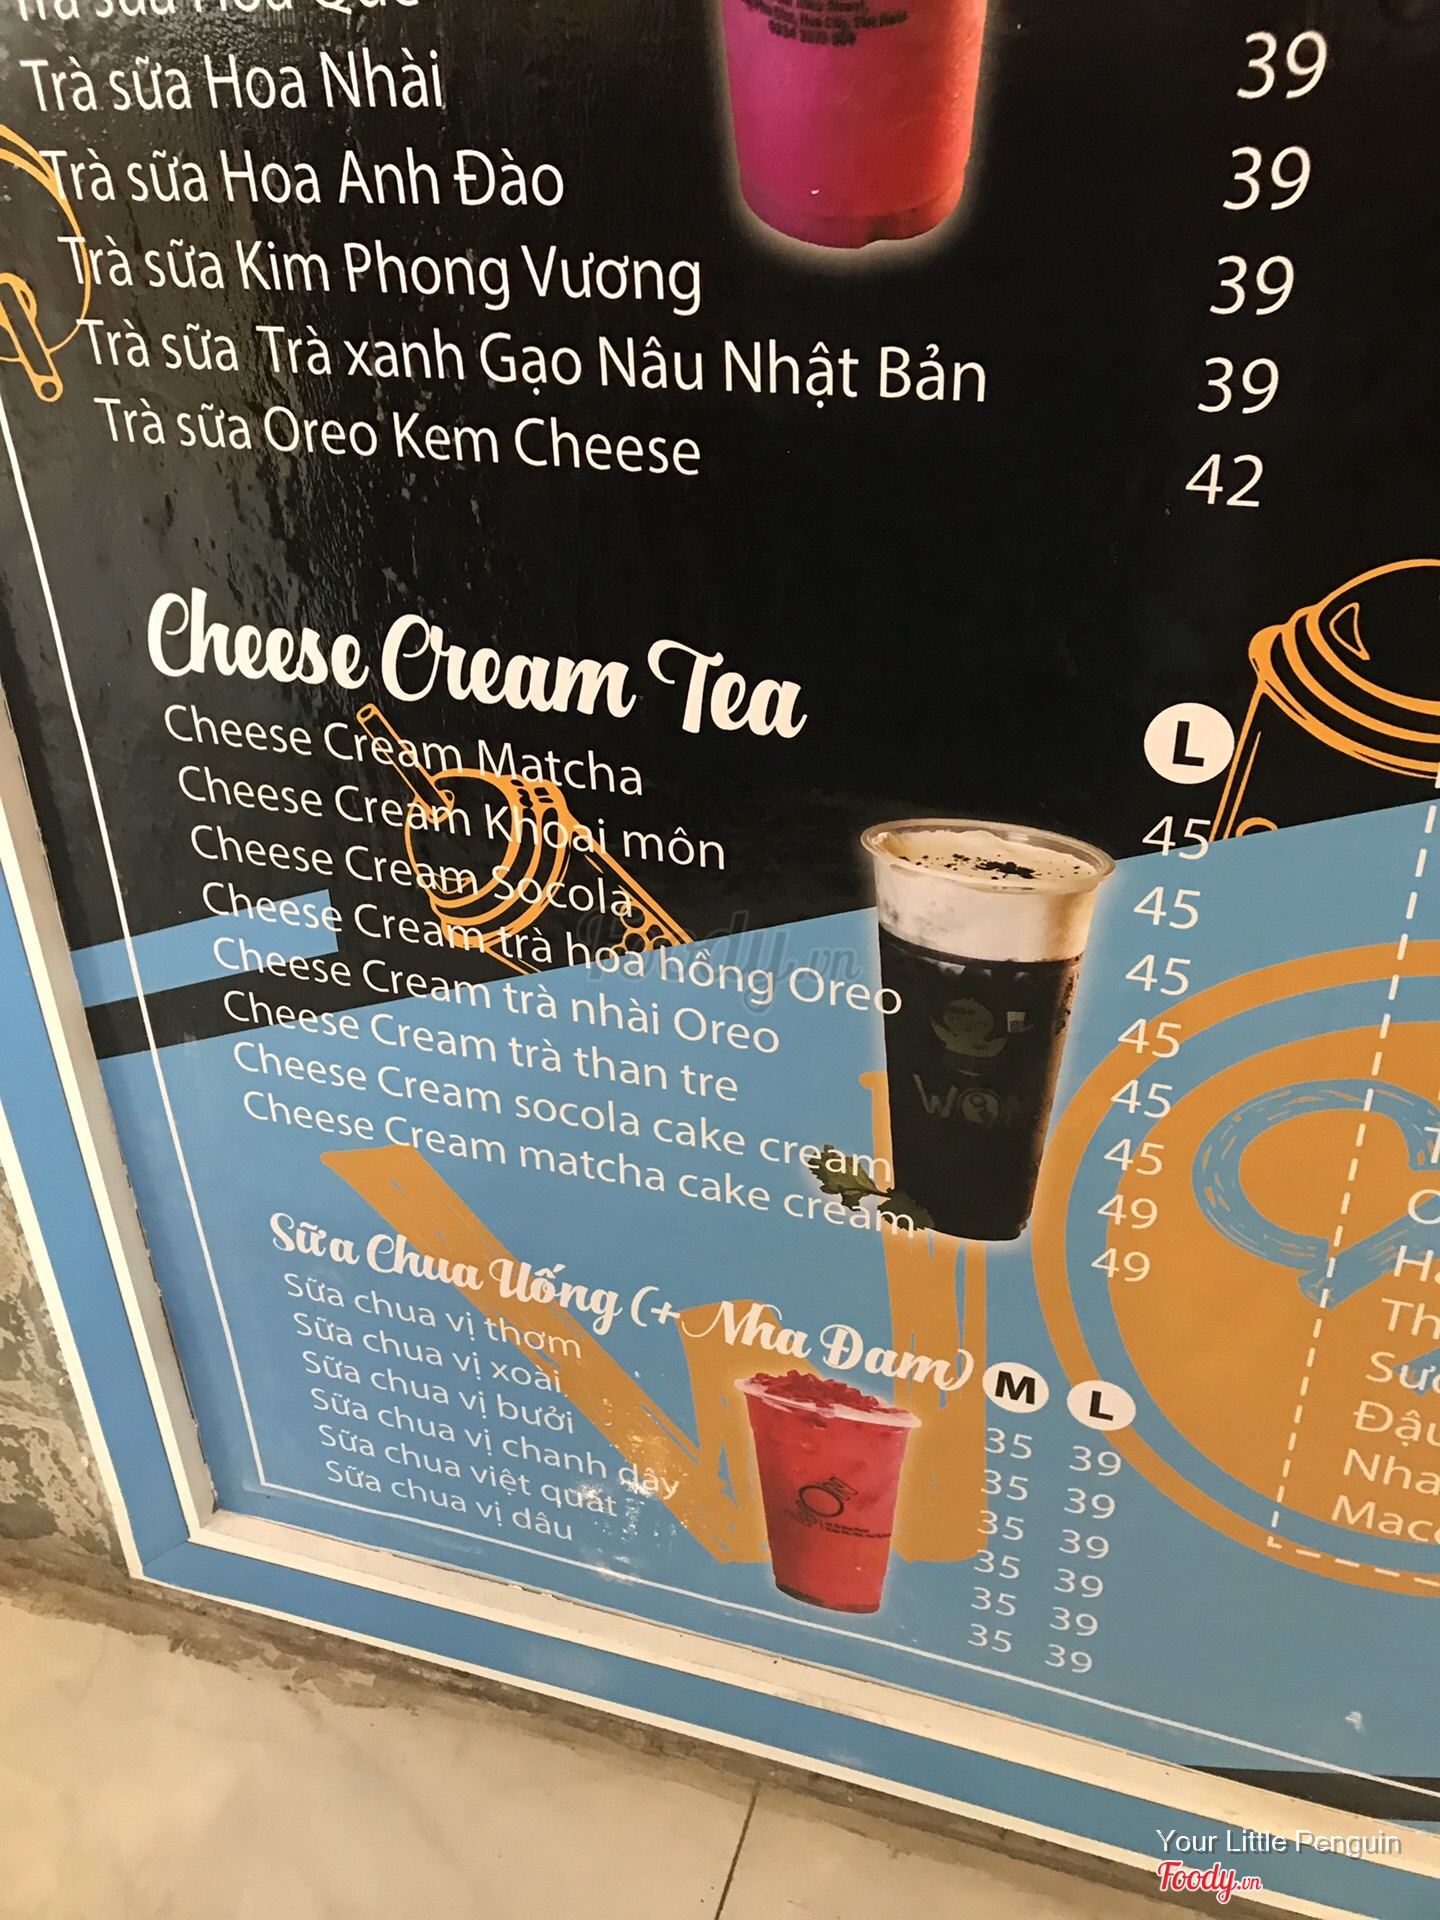 Trà sữa Hoa Nhài 39
Trà sữa Hoa Anh Đào 39
Trà sữa Kim Phong Vương 39
Trà sữa Trà xanh Gạo Nâu Nhật Bản 39
Trà sữa Oreo Kem Cheese 42
Cheese Cream Tea L
Cheese Cream Matcha 45
Cheese Cream Khoai môn 45
Cheese Cream Socola 45
Cheese Cream trà hoa hồng Oreo 45
Cheese Cream trà nhài Oreo 45
Cheese Cream trà than tre 45
Cheese Cream socola cake cream 49
Cheese Cream matcha cake cream 49
Sữa Chua Uống (+ Nha Đam) M L
Sữa chua vị thơm 35 39
Sữa chua vị xoài 35 39
Sữa chua vị bưởi 35 39
Sữa chua vị chanh dây 35 39
Sữa chua việt quất 35 39
Sữa chua vị dâu 35 39
Nha
Foody.vn
Your Little Penguin
Foody.vn